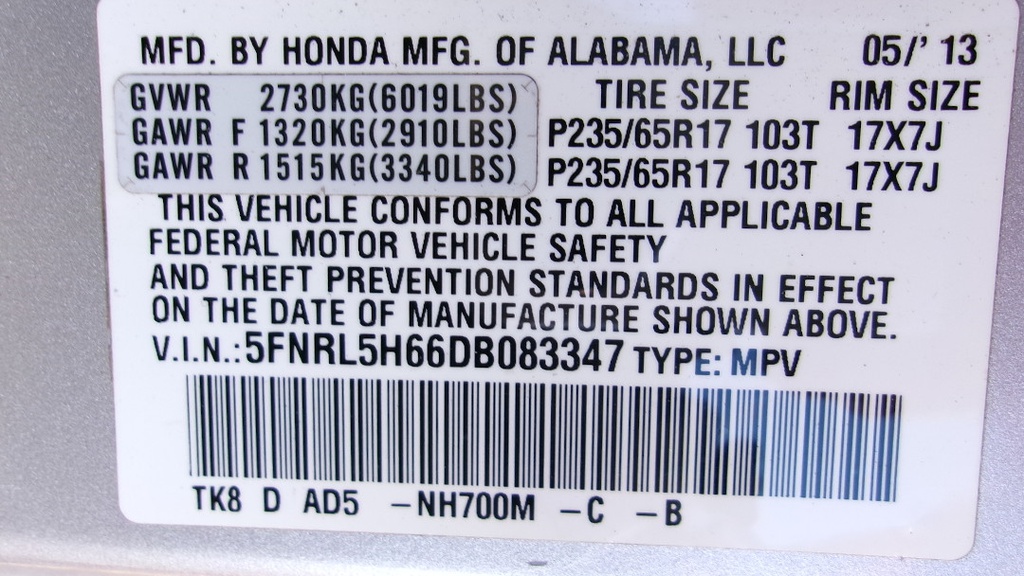 MFD. BY HONDA MFG. OF ALABAMA, LLC 05/' 13
GVWR 2730KG(6019LBS) TIRE SIZE RIM SIZE
GAWR F 1320KG(2910LBS) P235/65R17 103T 17X7J
GAWR R 1515KG(3340LBS) P235/65R17 103T 17X7J
THIS VEHICLE CONFORMS TO ALL APPLICABLE
FEDERAL MOTOR VEHICLE SAFETY
AND THEFT PREVENTION STANDARDS IN EFFECT
ON THE DATE OF MANUFACTURE SHOWN ABOVE.
V.I.N.:5FNRL5H66DB083347 TYPE: MPV
TK8 D AD5 -NH700M -C -B